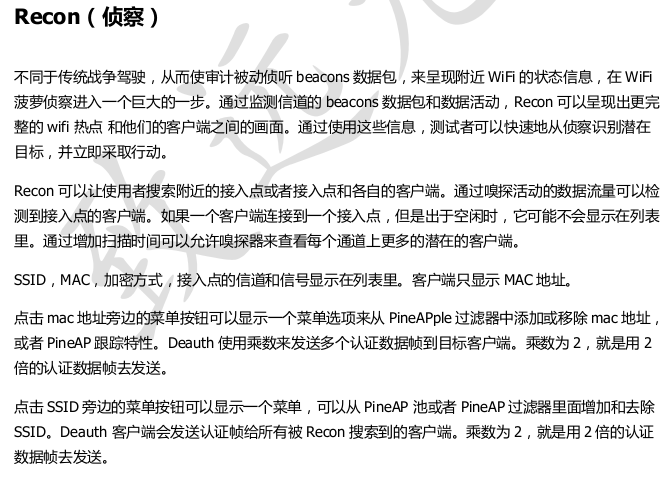 Recon（侦察）
不同于传统战争驾驶，从而使审计被动侦听 beacons 数据包，来呈现附近 WiFi 的状态信息，在 WiFi
菠萝侦察进入一个巨大的一步。通过监测信道的 beacons 数据包和数据活动，Recon 可以呈现出更完
整的 wifi 热点 和他们的客户端之间的画面。通过使用这些信息，测试者可以快速地从侦察识别潜在
目标，并立即采取行动。
Recon 可以让使用者搜索附近的接入点或者接入点和各自的客户端。通过嗅探活动的数据流量可以检
测到接入点的客户端。如果一个客户端连接到一个接入点，但是出于空闲时，它可能不会显示在列表
里。通过增加扫描时间可以允许嗅探器来查看每个通道上更多的潜在的客户端。
SSID，MAC，加密方式，接入点的信道和信号显示在列表里。客户端只显示 MAC 地址。
点击 mac 地址旁边的菜单按钮可以显示一个菜单选项来从 PineAPple 过滤器中添加或移除 mac 地址，
或者 PineAP 跟踪特性。Deauth 使用乘数来发送多个认证数据帧到目标客户端。乘数为 2，就是用 2
倍的认证数据帧去发送。
点击 SSID 旁边的菜单按钮可以显示一个菜单，可以从 PineAP 池或者 PineAP 过滤器里面增加和去除
SSID。Deauth 客户端会发送认证帧给所有被 Recon 搜索到的客户端。乘数为 2，就是用 2 倍的认证
数据帧去发送。
致远